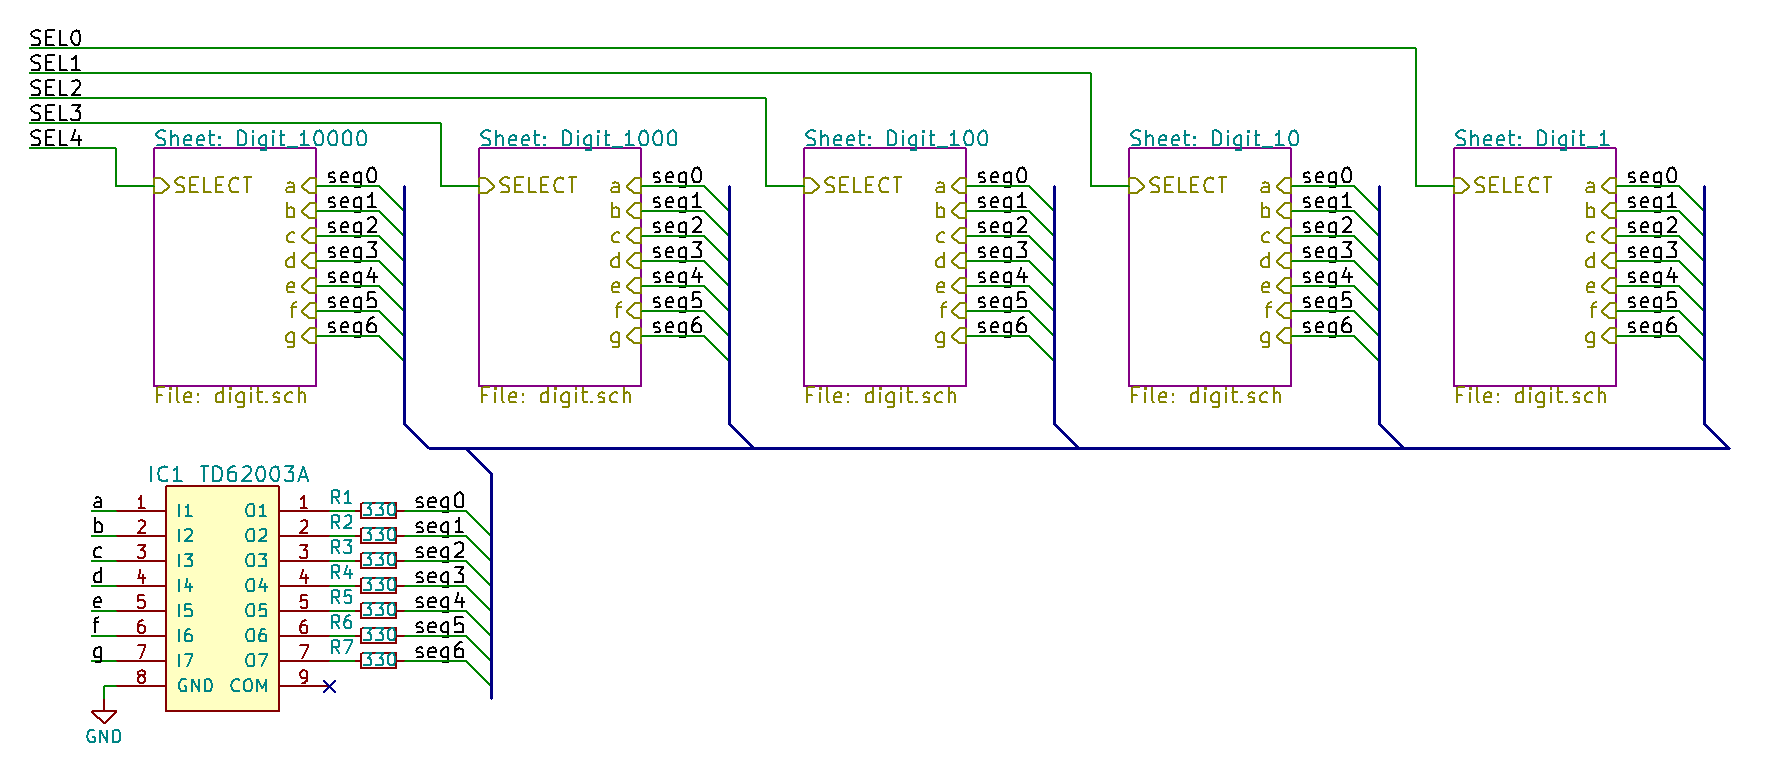 SEL0
SEL1
SEL2
SEL3
SEL4
Sheet: Digit_10000 Sheet: Digit_1000 Sheet: Digit_100 Sheet: Digit_10 Sheet: Digit_1
SELECT a seg0 SELECT a seg0 SELECT a seg0 SELECT a seg0 SELECT a seg0
b seg1 b seg1 b seg1 b seg1 b seg1
c seg2 c seg2 c seg2 c seg2 c seg2
d seg3 d seg3 d seg3 d seg3 d seg3
e seg4 e seg4 e seg4 e seg4 e seg4
f seg5 f seg5 f seg5 f seg5 f seg5
g seg6 g seg6 g seg6 g seg6 g seg6
File: digit.sch File: digit.sch File: digit.sch File: digit.sch File: digit.sch
IC1 TD62003A
a 1 I1 O1 1 R1 330 seg0
b 2 I2 O2 2 R2 330 seg1
c 3 I3 O3 3 R3 330 seg2
d 4 I4 O4 4 R4 330 seg3
e 5 I5 O5 5 R5 330 seg4
f 6 I6 O6 6 R6 330 seg5
g 7 I7 O7 7 R7 330 seg6
8 GND COM 9
GND